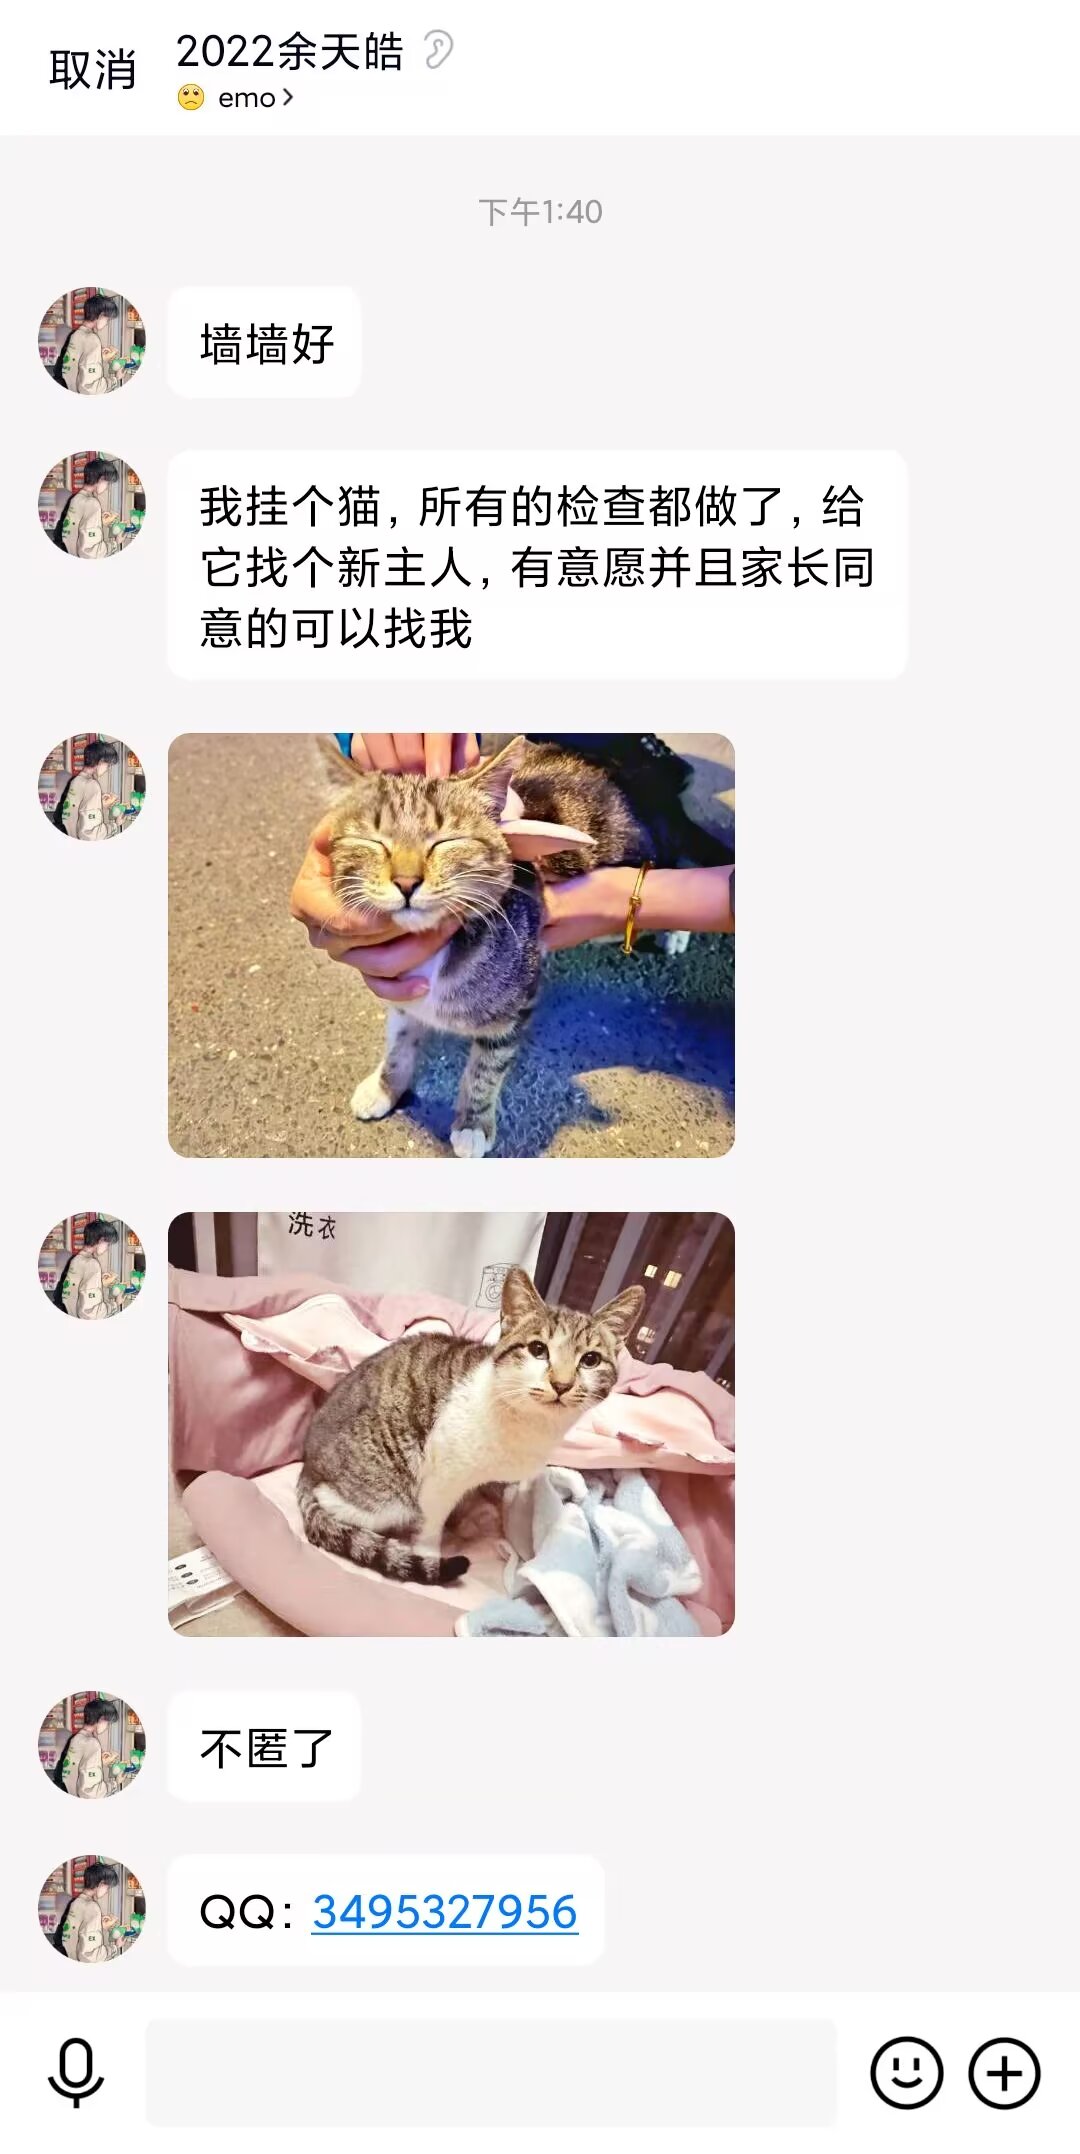 取消
2022余天皓
emo
下午1:40
墙墙好
我挂个猫，所有的检查都做了，给
它找个新主人，有意愿并且家长同
意的可以找我
洗衣
不匿了
QQ：3495327956